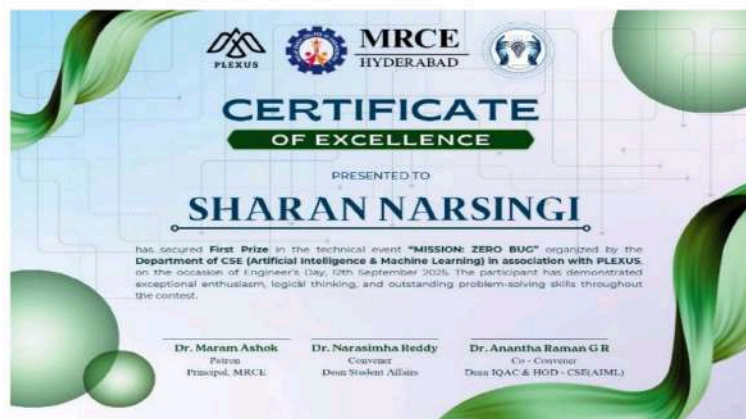 PLEXUS
MRCE
HYDERABAD
CERTIFICATE
OF EXCELLENCE
PRESENTED TO
SHARAN NARSINGI
has secured First Prize in the technical event “MISSION: ZERO BUG” organized by the
Department of CSE (Artificial Intelligence & Machine Learning) in association with PLEXUS,
on the occasion of Engineer's Day, 12th September 2025. The participant has demonstrated
exceptional enthusiasm, logical thinking, and outstanding problem-solving skills throughout
the contest.
Dr. Maram Ashok
Patron
Principal, MRCE
Dr. Narasimha Reddy
Convener
Dean Student Affairs
Dr. Anantha Raman G R
Co - Convener
Dean IQAC & HOD - CSE(AIML)